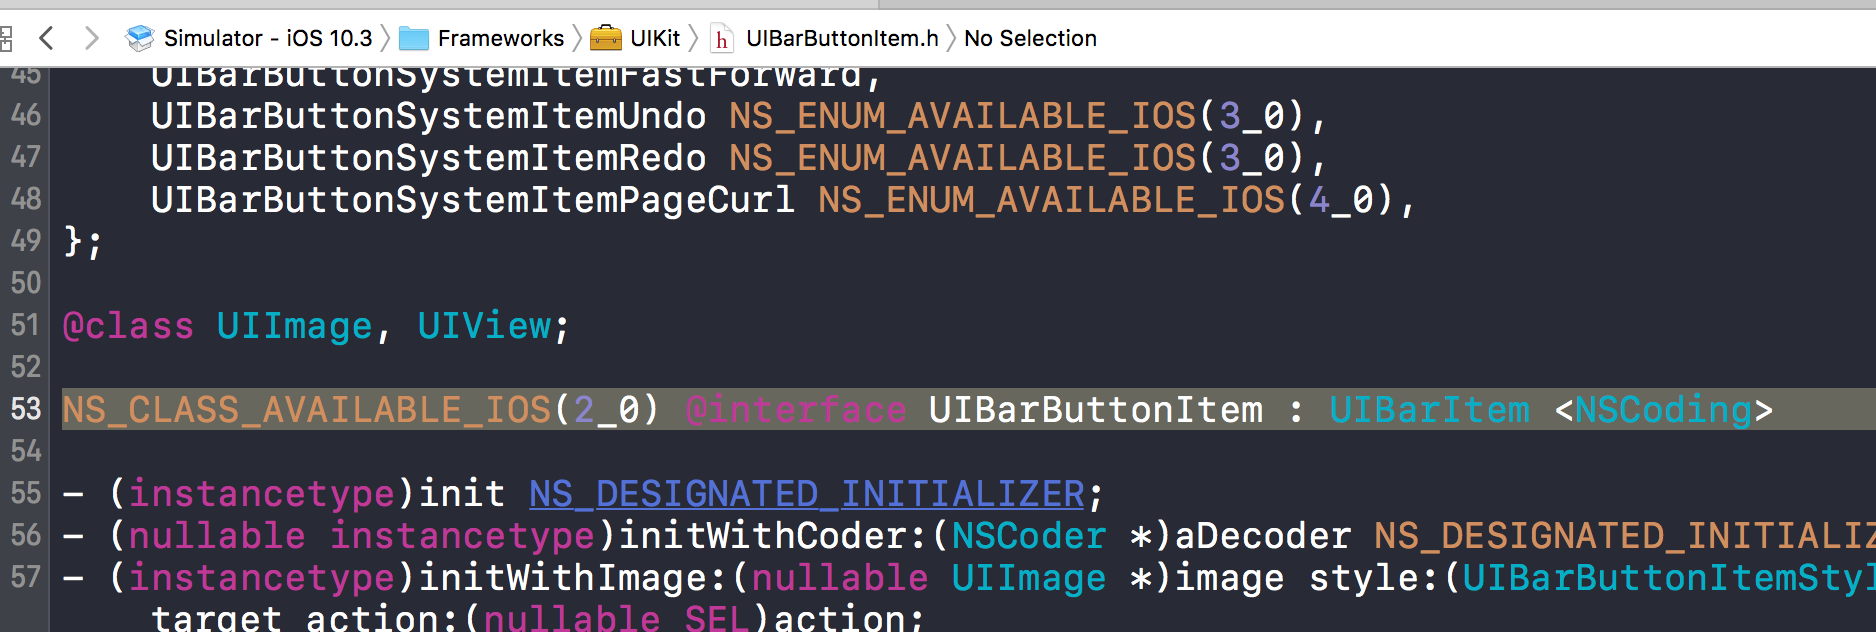 Simulator - iOS 10.3 Frameworks UIKit h UIBarButtonItem.h No Selection
45 UIBarButtonSystemItemFastForward,
46 UIBarButtonSystemItemUndo NS_ENUM_AVAILABLE_IOS(3_0),
47 UIBarButtonSystemItemRedo NS_ENUM_AVAILABLE_IOS(3_0),
48 UIBarButtonSystemItemPageCurl NS_ENUM_AVAILABLE_IOS(4_0),
49 };
50
51 @class UIImage, UIView;
52
53 NS_CLASS_AVAILABLE_IOS(2_0) @interface UIBarButtonItem : UIBarItem <NSCoding>
54
55 – (instancetype)init NS_DESIGNATED_INITIALIZER;
56 – (nullable instancetype)initWithCoder:(NSCoder *)aDecoder NS_DESIGNATED_INITIALIZ
57 – (instancetype)initWithImage:(nullable UIImage *)image style:(UIBarButtonItemStyl
target action:(nullable SEL)action;